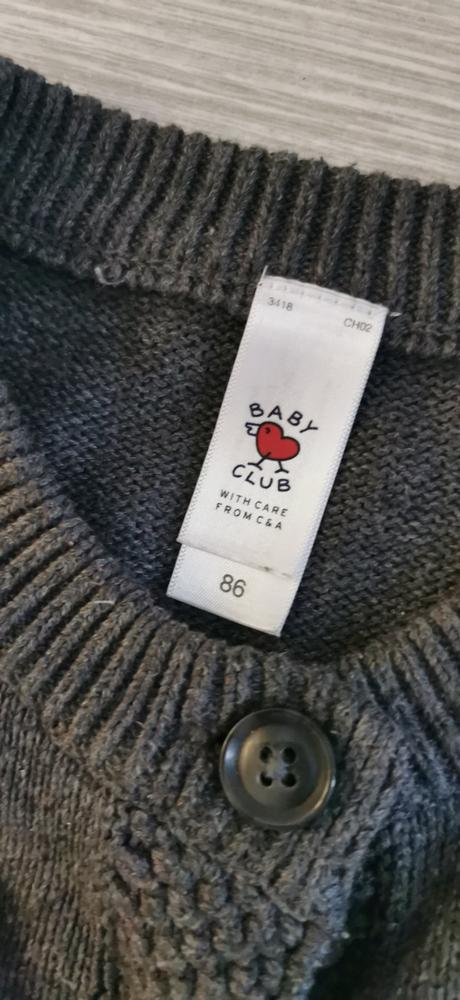 3418
CH02
BABY
CLUB
WITH CARE
FROM C&A
86